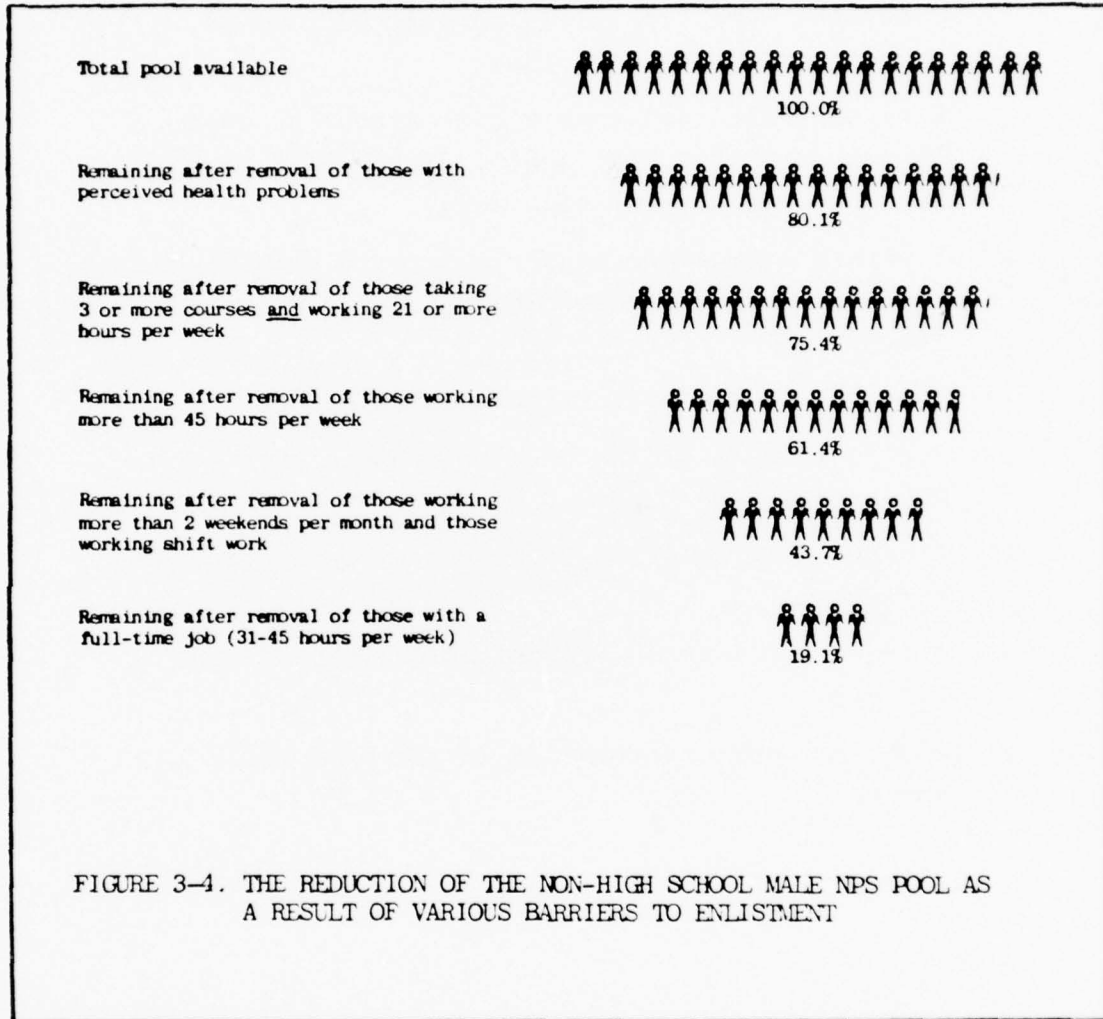 Total pool available
100.0%
Remaining after removal of those with
perceived health problems
80.1%
Remaining after removal of those taking
3 or more courses and working 21 or more
hours per week
75.4%
Remaining after removal of those working
more than 45 hours per week
61.4%
Remaining after removal of those working
more than 2 weekends per month and those
working shift work
43.7%
Remaining after removal of those with a
full-time job (31-45 hours per week)
19.1%
FIGURE 3-4. THE REDUCTION OF THE NON-HIGH SCHOOL MALE NPS POOL AS
A RESULT OF VARIOUS BARRIERS TO ENLISTMENT